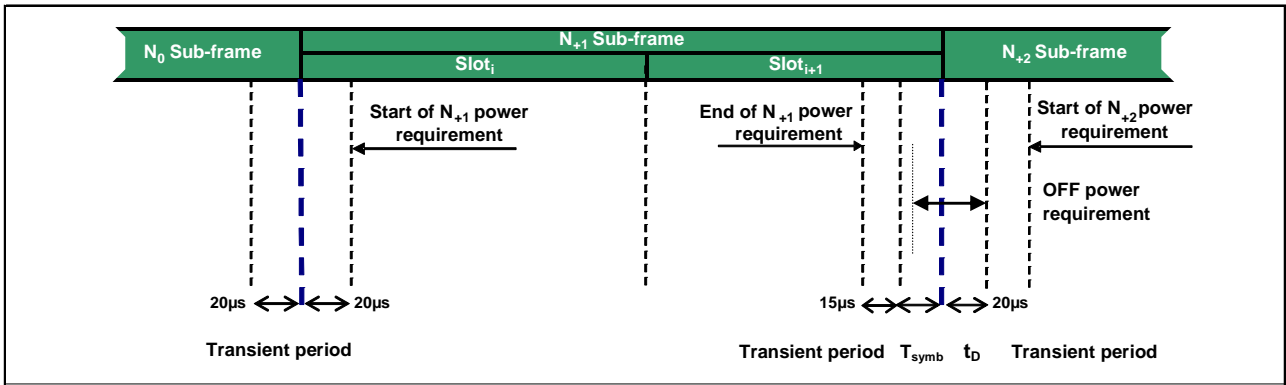 N0 Sub-frame
N+1 Sub-frame
N+2 Sub-frame
Sloti
Sloti+1
Start of N+1 power
requirement
End of N+1 power
requirement
Start of N+2 power
requirement
OFF power
requirement
20µs
20µs
15µs
20µs
Transient period
Transient period
Tsymb
tD
Transient period